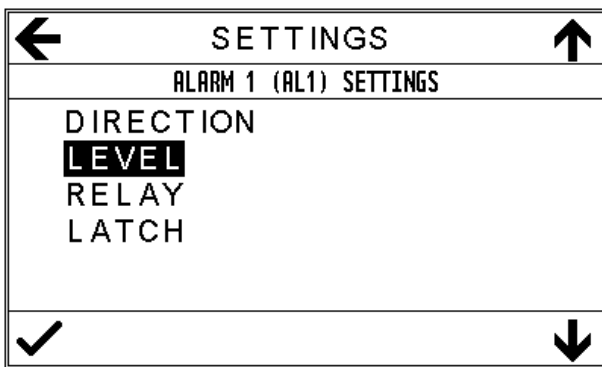 SETTINGS
ALARM 1 (AL1) SETTINGS
DIRECTION
LEVEL
RELAY
LATCH